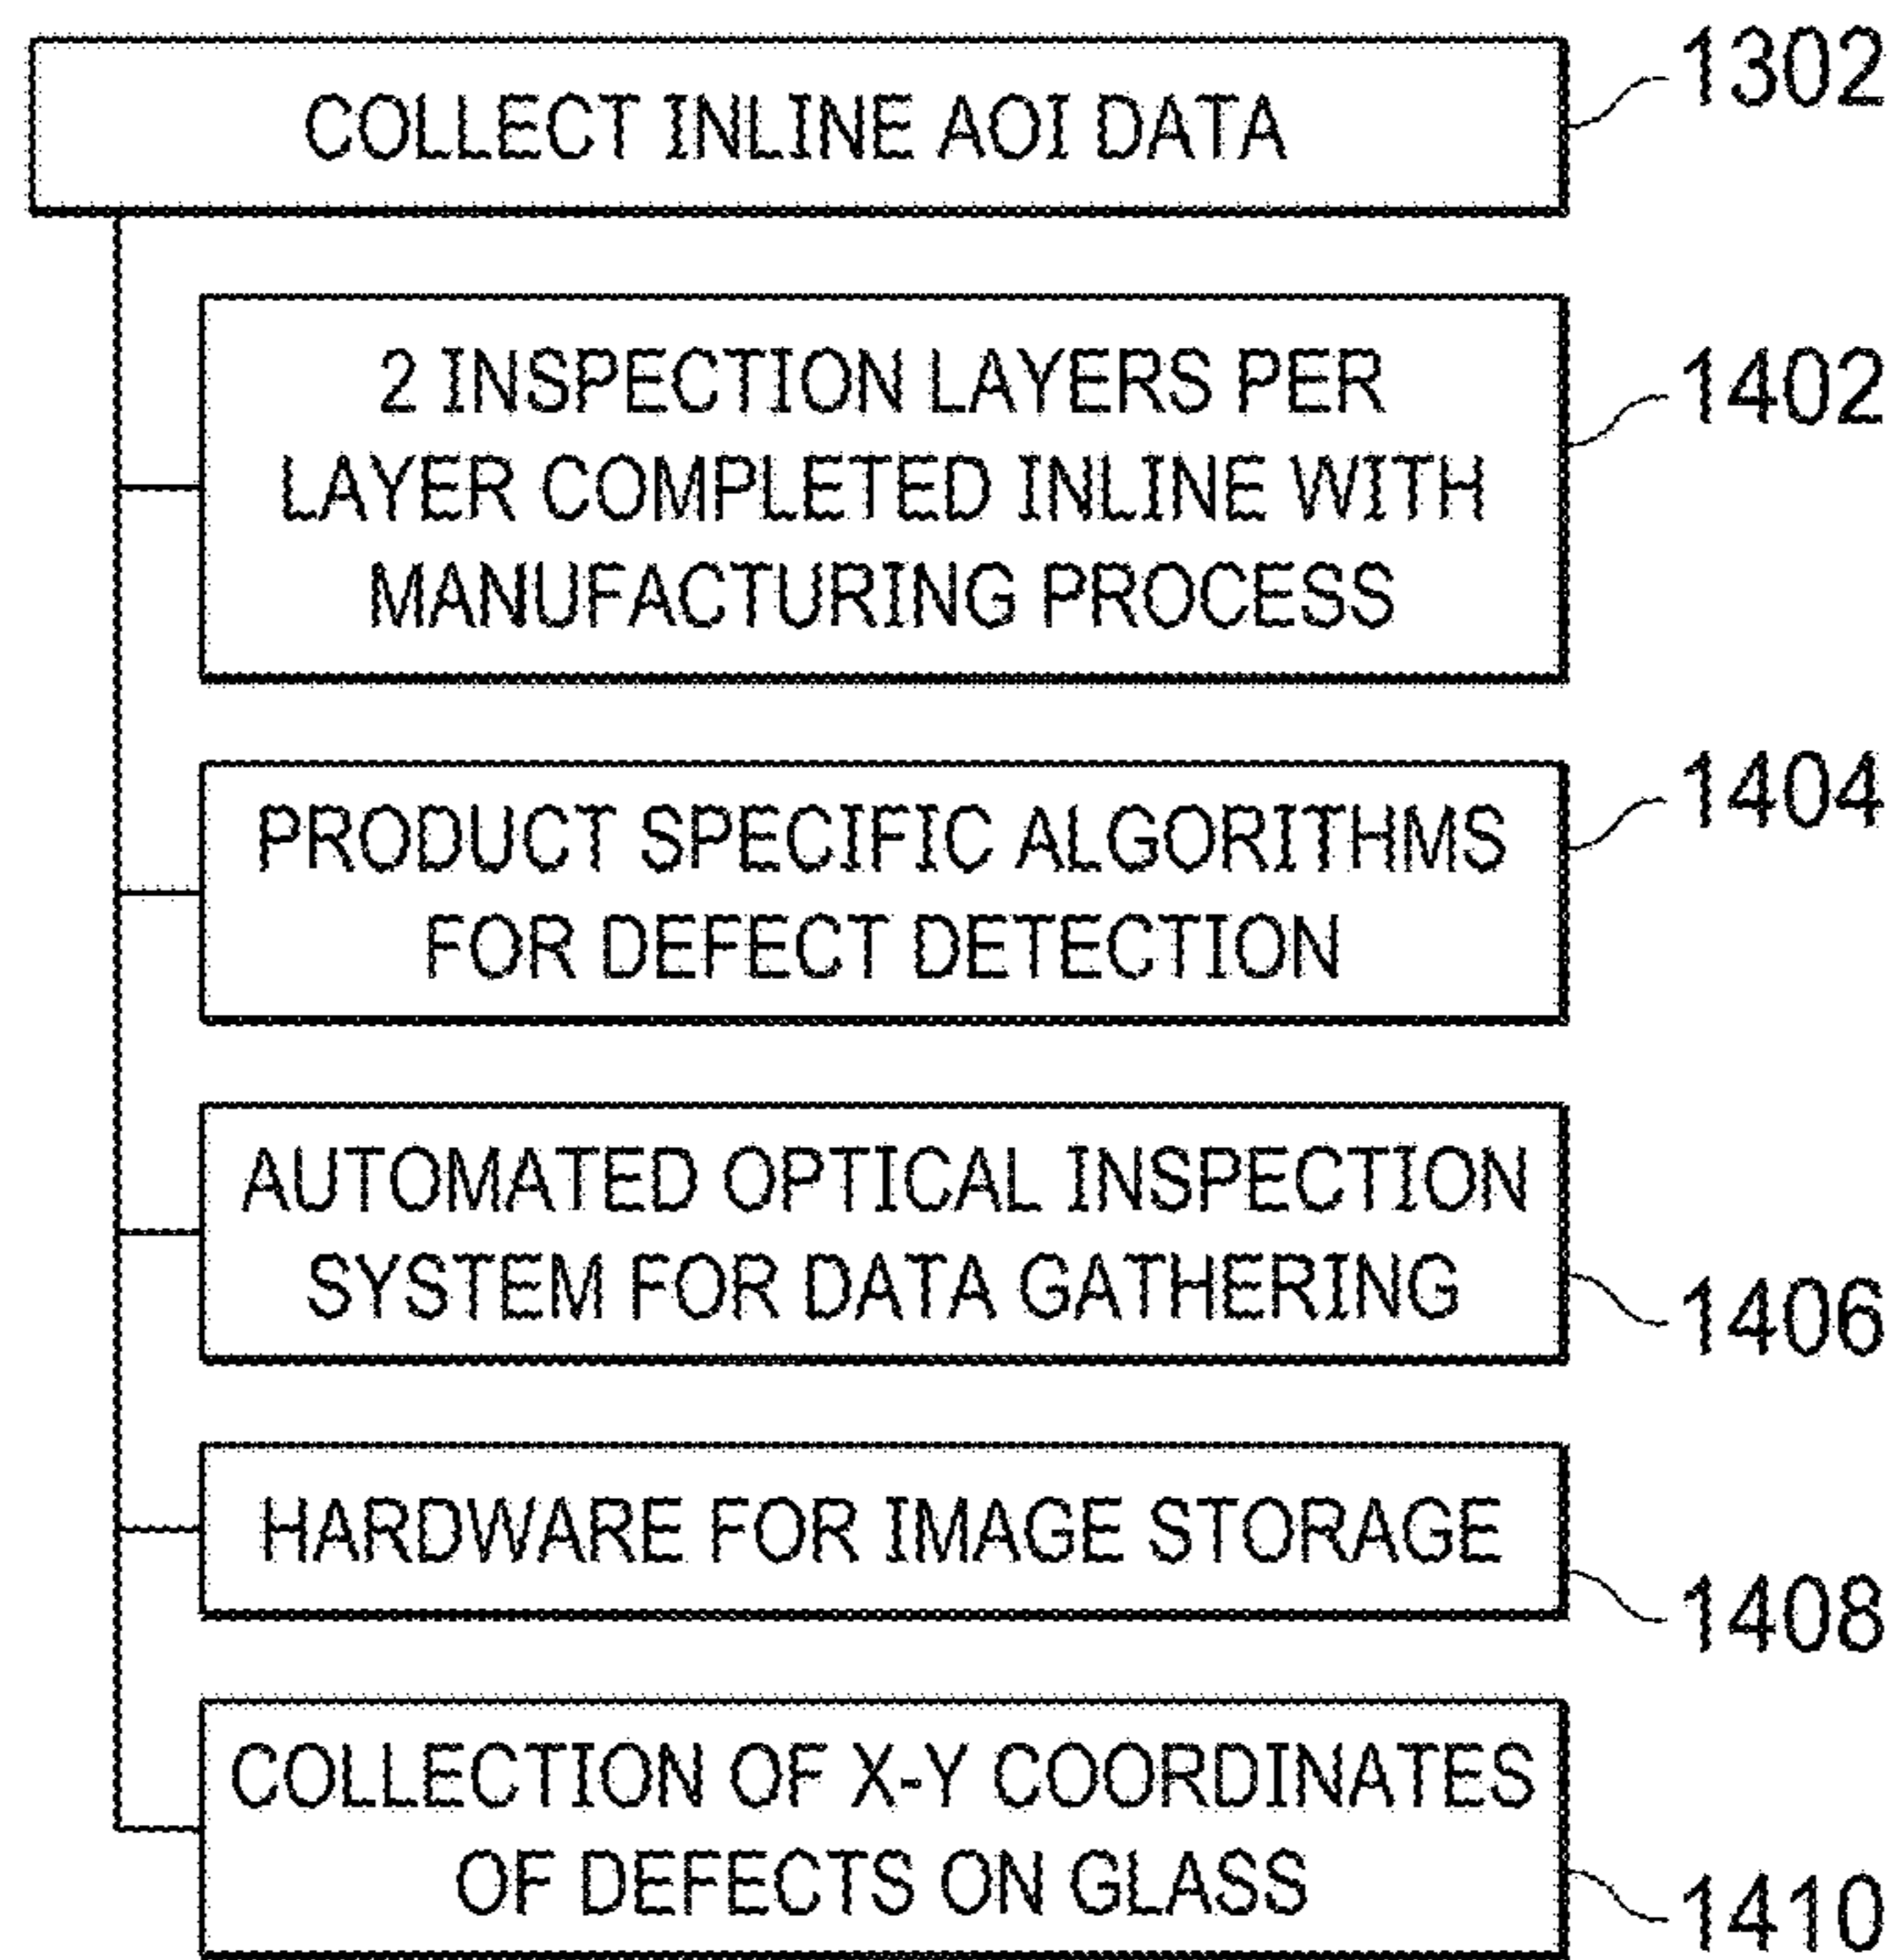 COLLECT INLINE AOI DATA
1302
2 INSPECTION LAYERS PER
LAYER COMPLETED INLINE WITH
MANUFACTURING PROCESS
1402
PRODUCT SPECIFIC ALGORITHMS
FOR DEFECT DETECTION
1404
AUTOMATED OPTICAL INSPECTION
SYSTEM FOR DATA GATHERING
1406
HARDWARE FOR IMAGE STORAGE
1408
COLLECTION OF X-Y COORDINATES
OF DEFECTS ON GLASS
1410